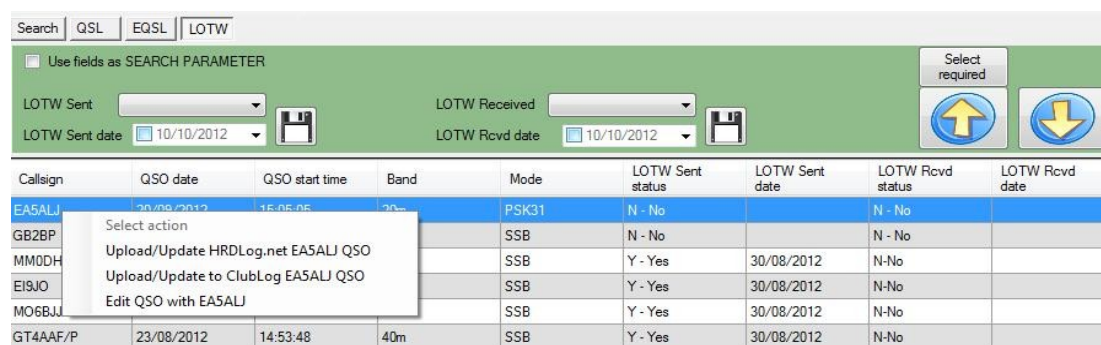 Search QSL EQSL LOTW
Use fields as SEARCH PARAMETER
Select
required
LOTW Sent LOTW Received
LOTW Sent date 10/10/2012 LOTW Rcvd date 10/10/2012
Callsign QSO date QSO start time Band Mode LOTW Sent status LOTW Sent date LOTW Rcvd status LOTW Rcvd date
EA5ALJ 20/09/2012 15:05:05 20m PSK31 N - No N - No
Select action
GB2BP SSB N - No N - No
Upload/Update HRDLog.net EA5ALJ QSO
MM0DH SSB Y - Yes 30/08/2012 N-No
Upload/Update to ClubLog EA5ALJ QSO
EI9JO SSB Y - Yes 30/08/2012 N-No
Edit QSO with EA5ALJ
MO6BJJ SSB Y - Yes 30/08/2012 N-No
GT4AAF/P 23/08/2012 14:53:48 40m SSB Y - Yes 30/08/2012 N-No